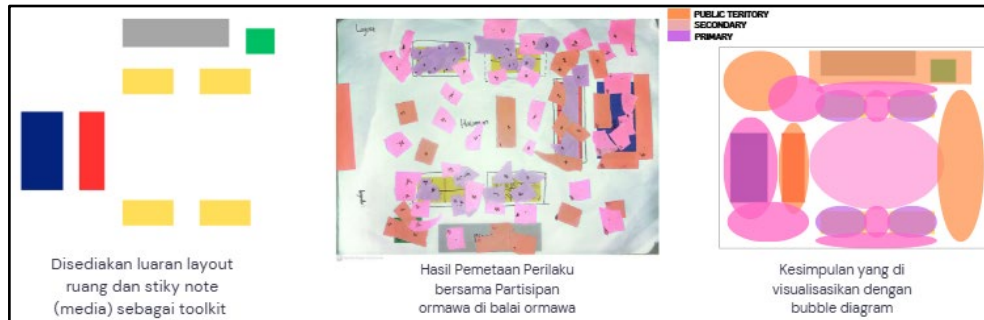 PUBLIC TERITORY
SECONDARY
PRIMARY
Disediakan luaran layout
ruang dan stiky note
(media) sebagai toolkit
Hasil Pemetaan Perilaku
bersama Partisipan
ormawa di balai ormawa
Kesimpulan yang di
visualisasikan dengan
bubble diagram